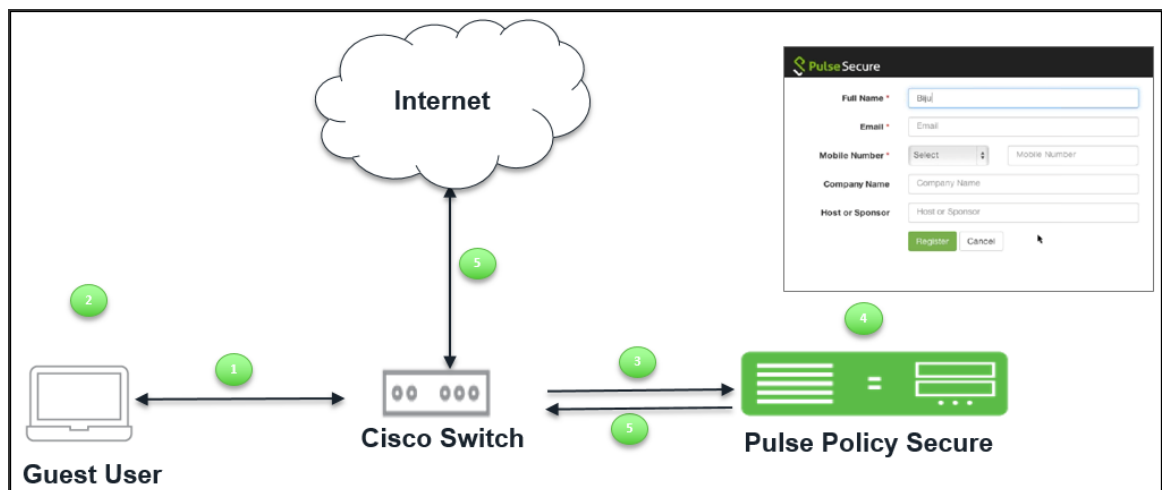 Internet
Pulse Secure
Full Name *
Biju
Email *
Email
Mobile Number *
Select
Mobile Number
Company Name
Company Name
Host or Sponsor
Host or Sponsor
Register
Cancel
5
2
4
1
3
5
Cisco Switch
Pulse Policy Secure
Guest User